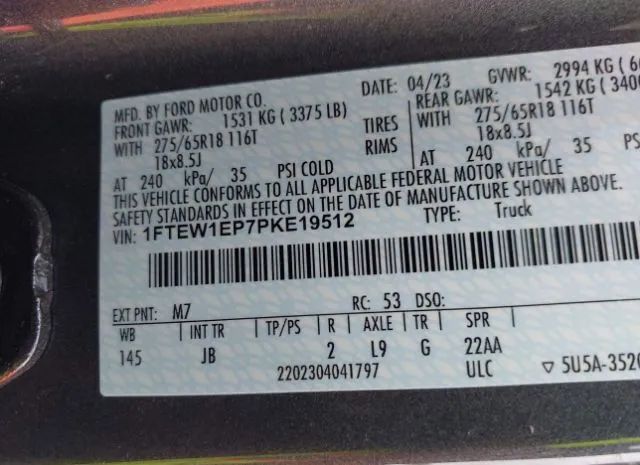 MFD. BY FORD MOTOR CO. DATE: 04/23 GVWR: 2994 KG
FRONT GAWR: 1531 KG ( 3375 LB) REAR GAWR: 1542 KG
WITH 275/65R18 116T TIRES WITH 275/65R18 116T
18x8.5J RIMS 18x8.5J
AT 240 kPa/ 35 PSI COLD AT 240 kPa/ 35 PS
THIS VEHICLE CONFORMS TO ALL APPLICABLE FEDERAL MOTOR VEHICLE
SAFETY STANDARDS IN EFFECT ON THE DATE OF MANUFACTURE SHOWN ABOVE.
VIN: 1FTEW1EP7PKE19512 TYPE: Truck
EXT PNT: M7 RC: 53 DSO:
WB INT TR TP/PS R AXLE TR SPR
145 JB 2 L9 G 22AA
2202304041797 ULC ▽ 5U5A-3520